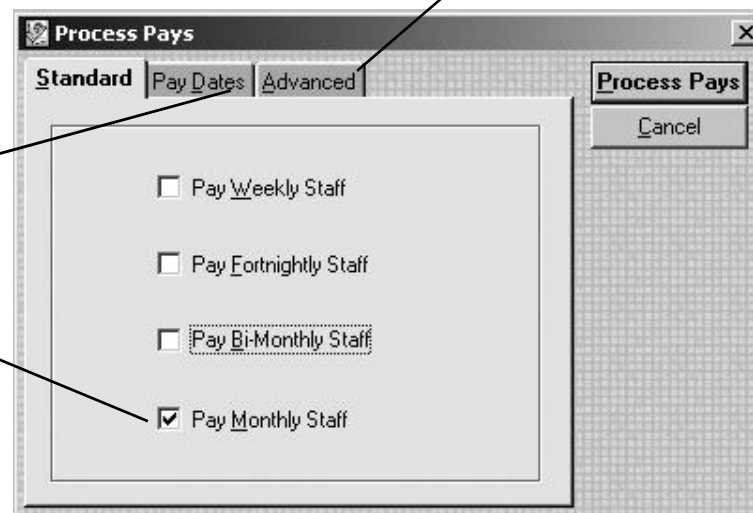 Process Pays
Standard Pay Dates Advanced
Process Pays
Cancel
Pay Weekly Staff
Pay Fortnightly Staff
Pay Bi-Monthly Staff
Pay Monthly Staff